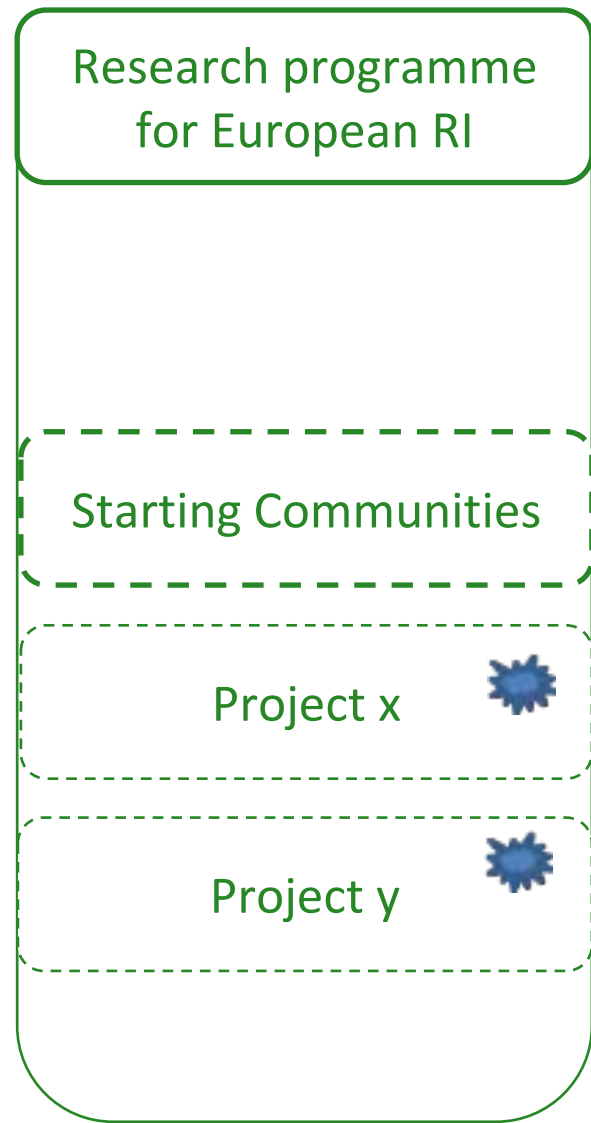 Research programme
for European RI
Starting Communities
Project x
Project y